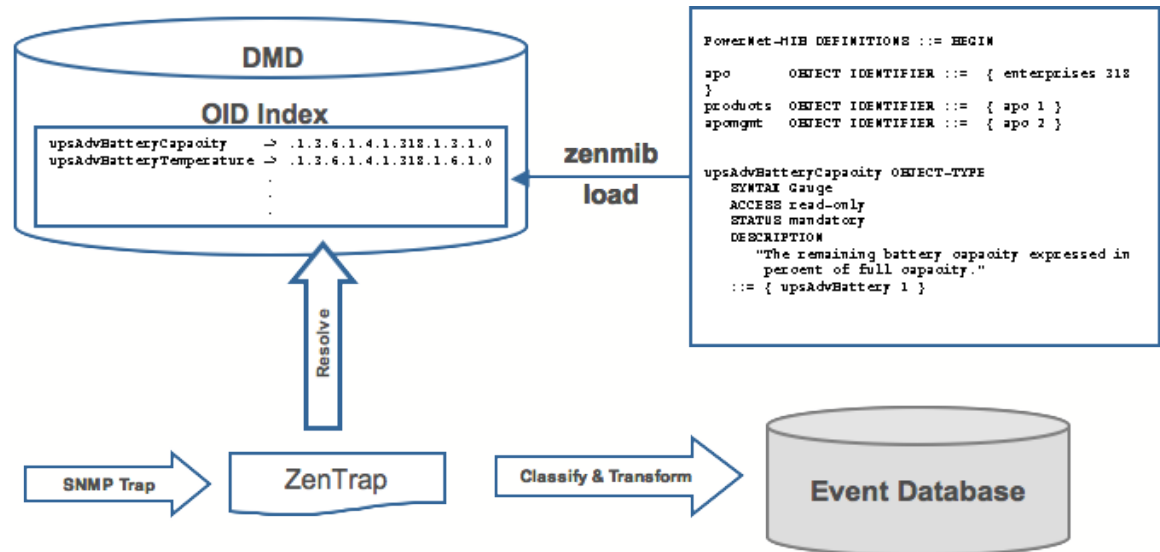 DMD
OID Index
upsAdvBatteryCapacity -> .1.3.6.1.4.1.318.1.3.1.0
upsAdvBatteryTemperature -> .1.3.6.1.4.1.318.1.6.1.0
.
.
.
zenmib
load
PowerNet-MIB DEFINITIONS ::= BEGIN
apc OBJECT IDENTIFIER ::= { enterprises 318
}
products OBJECT IDENTIFIER ::= { apc 1 }
apcmgmt OBJECT IDENTIFIER ::= { apc 2 }
upsAdvBatteryCapacity OBJECT-TYPE
SYNTAX Gauge
ACCESS read-only
STATUS mandatory
DESCRIPTION
"The remaining battery capacity expressed in
percent of full capacity."
::= { upsAdvBattery 1 }
Resolve
SNMP Trap
ZenTrap
Classify & Transform
Event Database